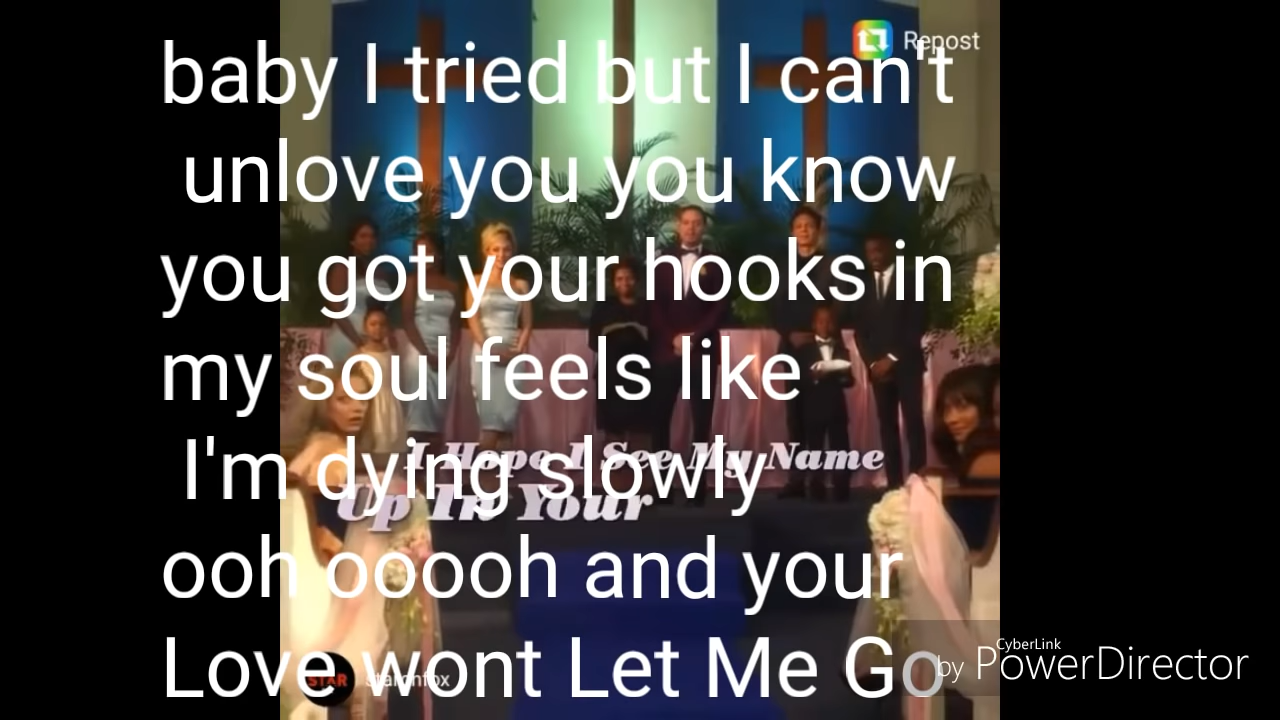 Repost
baby I tried but I can't
unlove you you know
you got your hooks in
my soul feels like
I'm dying slowly
I Hope I See My Name
Up In Your
ooh ooooh and your
Love wont Let Me Go
STAR staronfox
CyberLink
by PowerDirector